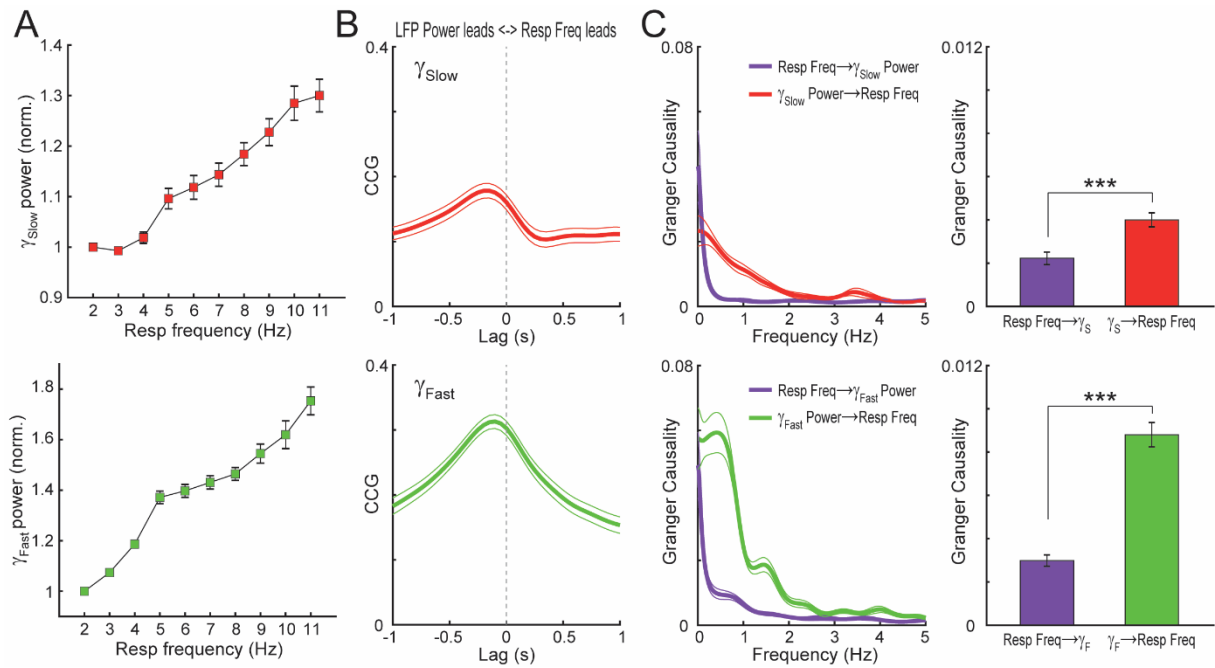 A
γSlow power (norm.)
1.4
1.3
1.2
1.1
1
0.9
2 3 4 5 6 7 8 9 10 11
Resp frequency (Hz)
γFast power (norm.)
1.8
1.6
1.4
1.2
1
2 3 4 5 6 7 8 9 10 11
Resp frequency (Hz)
B
LFP Power leads <-> Resp Freq leads
γSlow
0.4
CCG
0
-1 -0.5 0 0.5 1
Lag (s)
γFast
0.4
CCG
0
-1 -0.5 0 0.5 1
Lag (s)
C
0.08
Resp Freq→γSlow Power
γSlow Power→Resp Freq
Granger Causality
0
0 1 2 3 4 5
Frequency (Hz)
0.012
***
Granger Causality
0
Resp Freq→γS γS→Resp Freq
0.08
Resp Freq→γFast Power
γFast Power→Resp Freq
Granger Causality
0
0 1 2 3 4 5
Frequency (Hz)
0.012
***
Granger Causality
0
Resp Freq→γF γF→Resp Freq